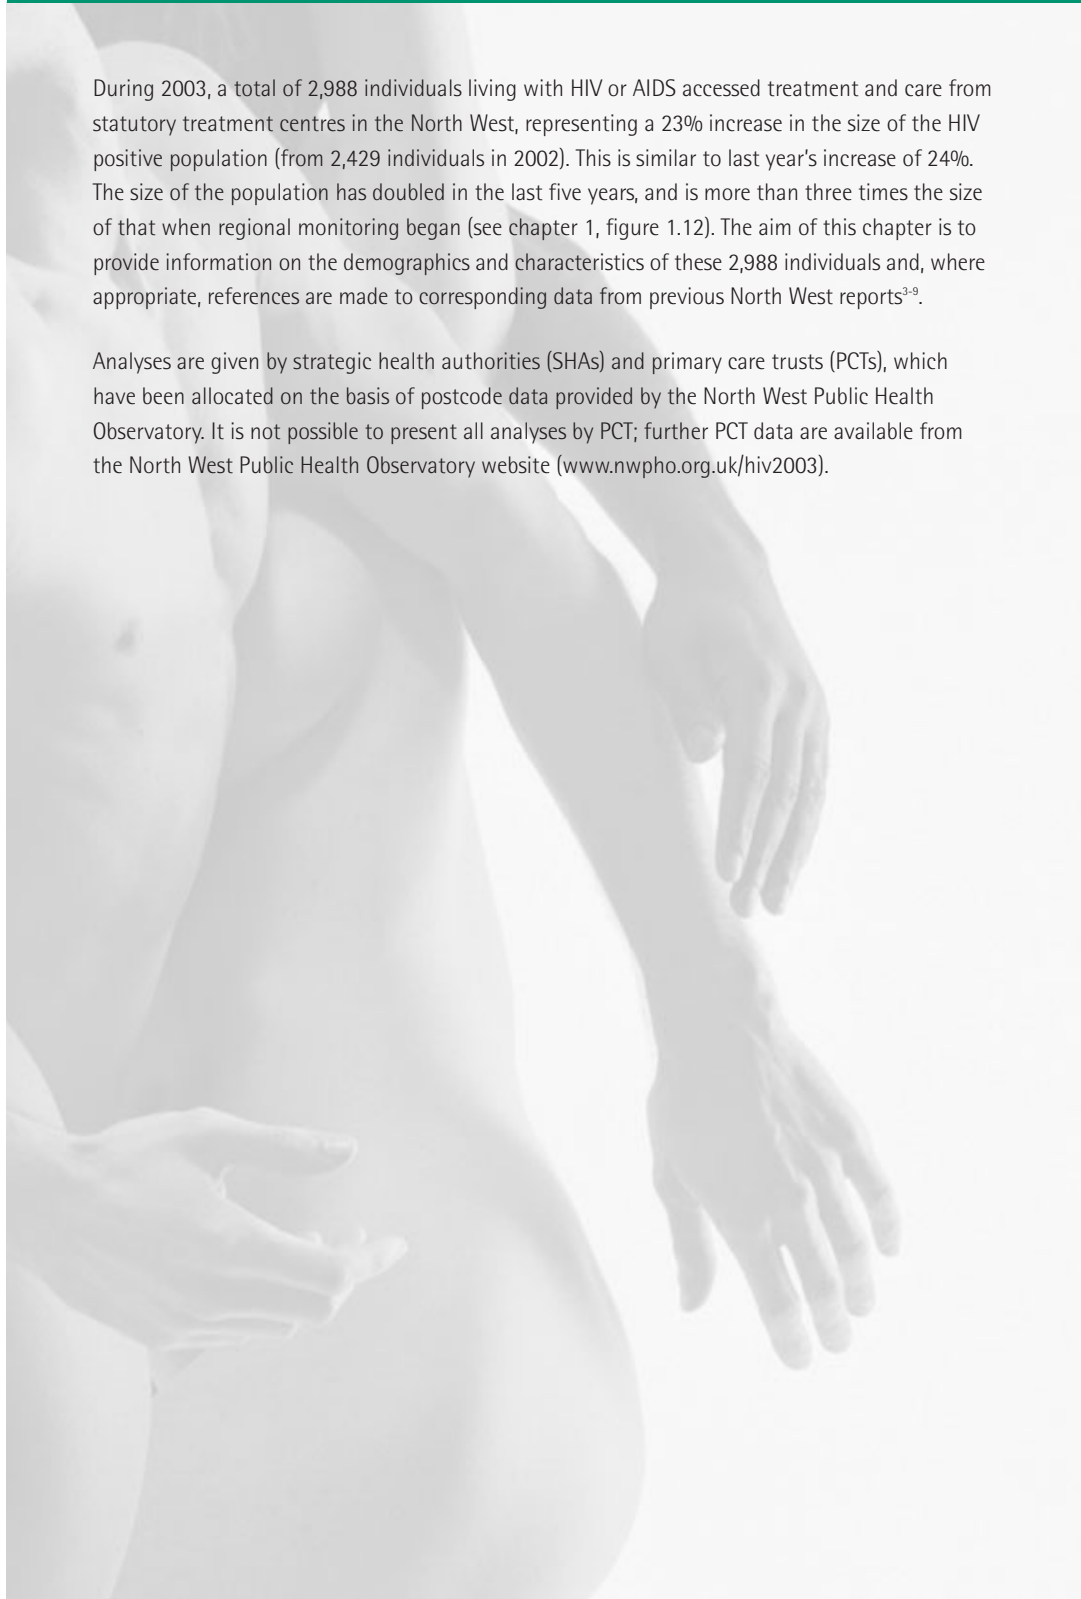 During 2003, a total of 2,988 individuals living with HIV or AIDS accessed treatment and care from
statutory treatment centres in the North West, representing a 23% increase in the size of the HIV
positive population (from 2,429 individuals in 2002). This is similar to last year's increase of 24%.
The size of the population has doubled in the last five years, and is more than three times the size
of that when regional monitoring began (see chapter 1, figure 1.12). The aim of this chapter is to
provide information on the demographics and characteristics of these 2,988 individuals and, where
appropriate, references are made to corresponding data from previous North West reports³⁻⁹.
Analyses are given by strategic health authorities (SHAs) and primary care trusts (PCTs), which
have been allocated on the basis of postcode data provided by the North West Public Health
Observatory. It is not possible to present all analyses by PCT; further PCT data are available from
the North West Public Health Observatory website (www.nwpho.org.uk/hiv2003).